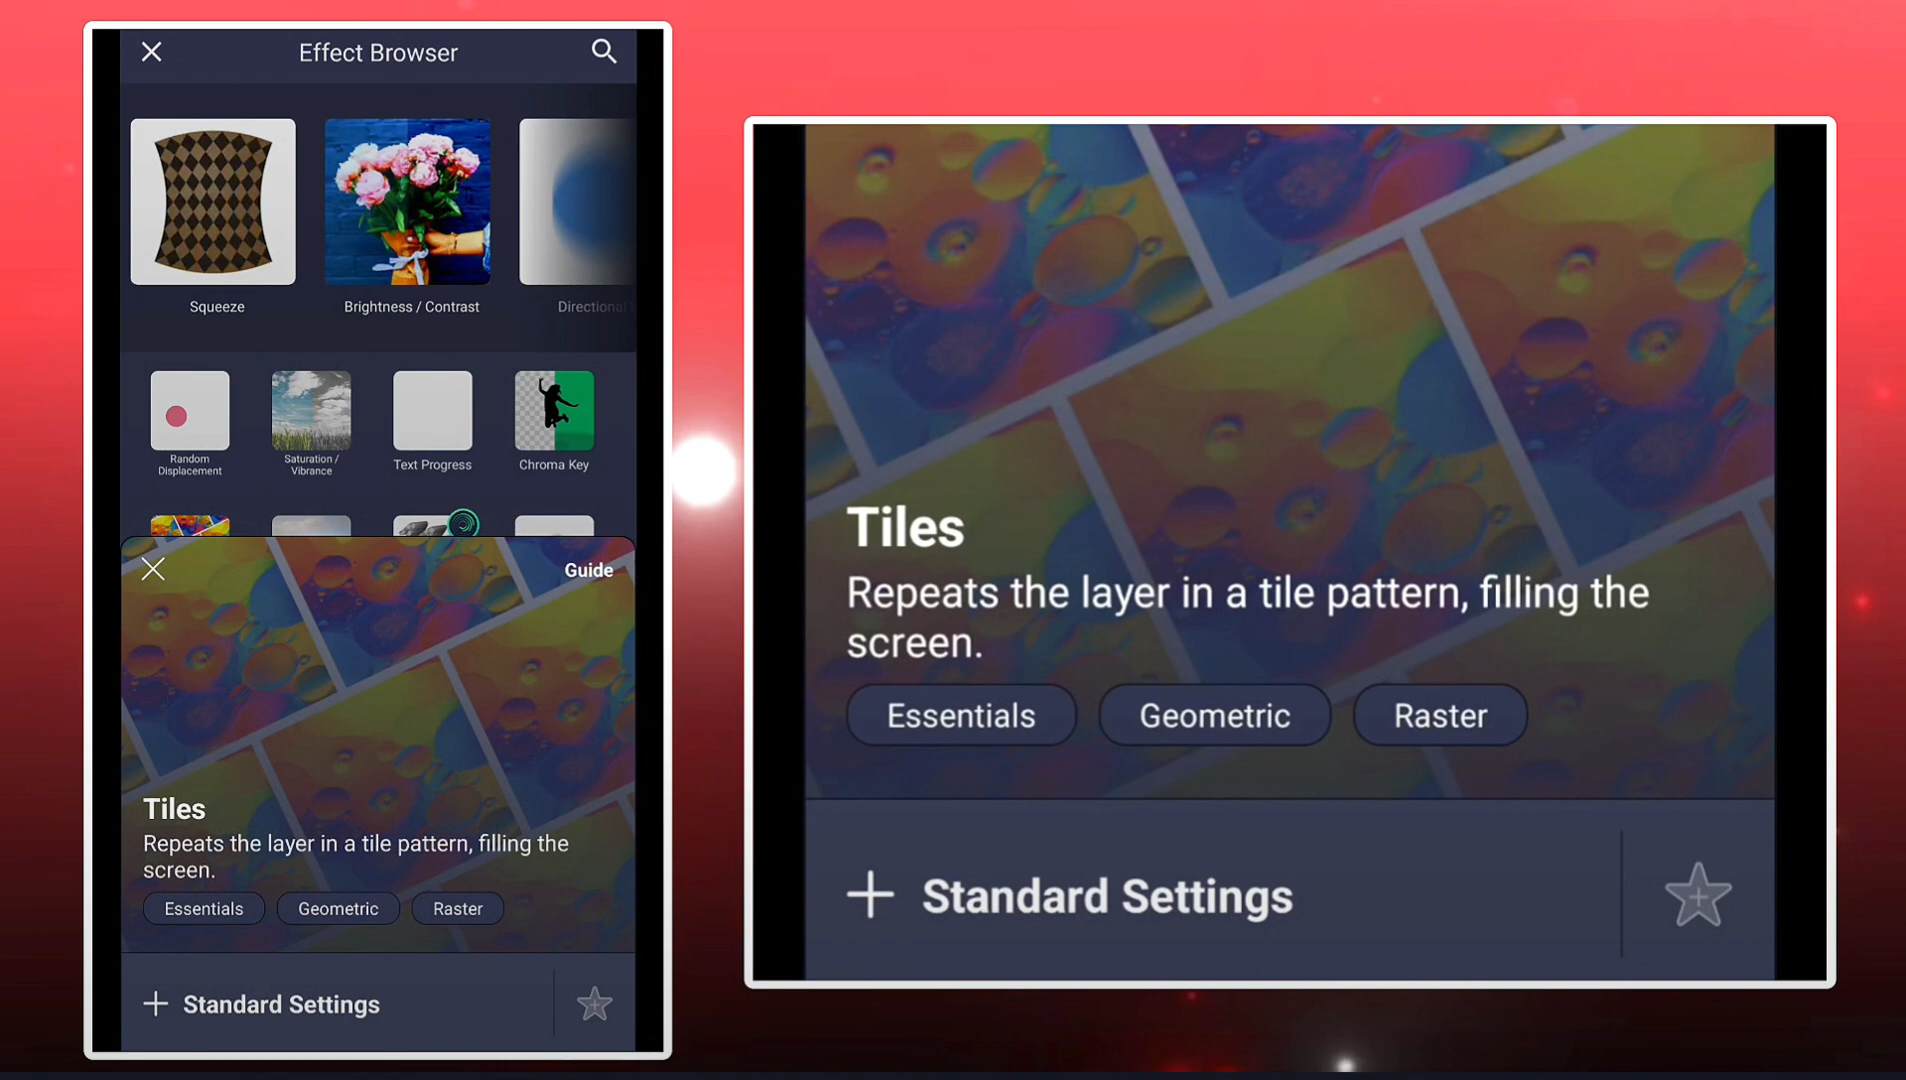 Effect Browser
Squeeze
Brightness / Contrast
Directional
Random
Displacement
Saturation /
Vibrance
Text Progress
Chroma Key
Guide
Tiles
Repeats the layer in a tile pattern, filling the
screen.
Essentials
Geometric
Raster
Standard Settings
Tiles
Repeats the layer in a tile pattern, filling the
screen.
Essentials
Geometric
Raster
Standard Settings